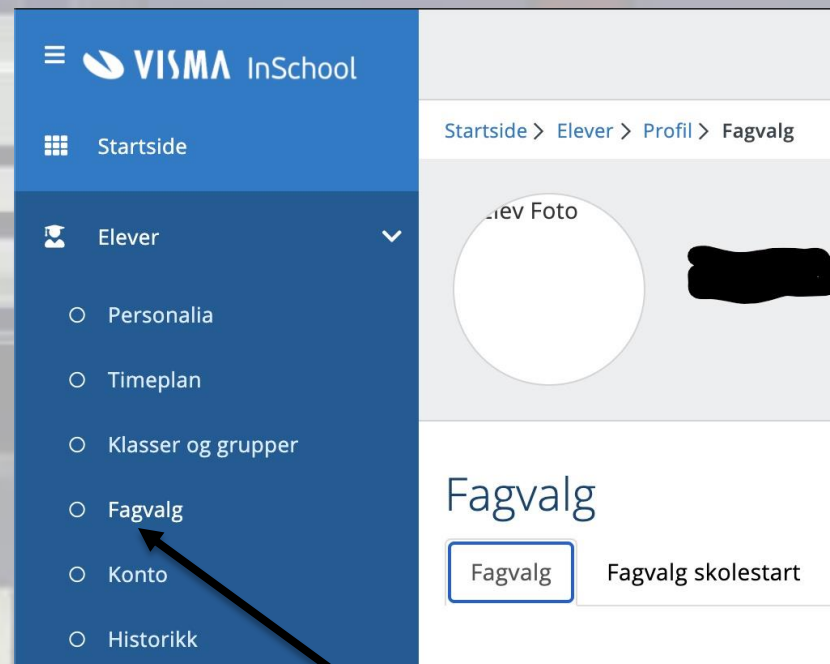 VISMA InSchool
Startside
Elever
Personalia
Timeplan
Klasser og grupper
Fagvalg
Konto
Historikk
Startside > Elever > Profil > Fagvalg
Elev Foto
Fagvalg
Fagvalg
Fagvalg skolestart